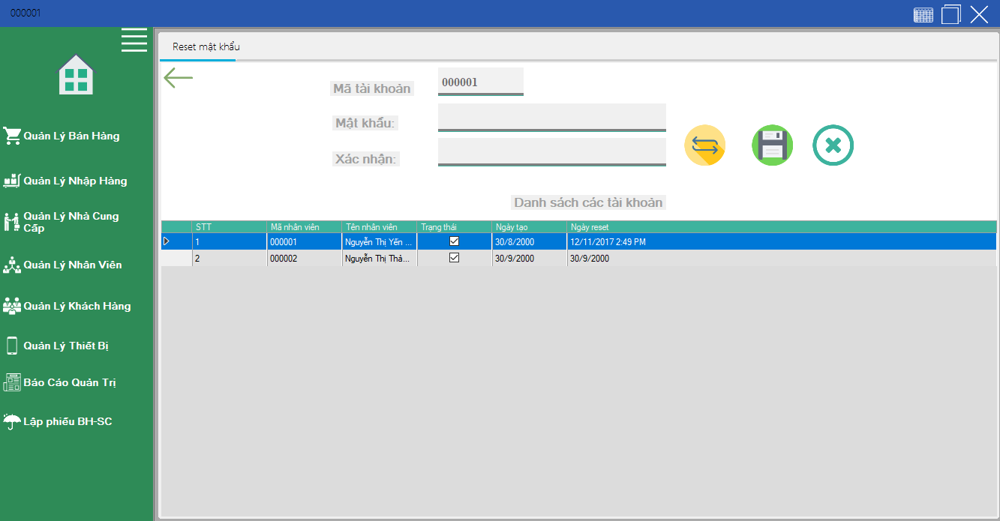 000001
Reset mật khẩu
Mã tài khoản
000001
Mật khẩu:
Xác nhận:
Danh sách các tài khoản
Quản Lý Bán Hàng
Quản Lý Nhập Hàng
Quản Lý Nhà Cung
Cấp
Quản Lý Nhân Viên
Quản Lý Khách Hàng
Quản Lý Thiết Bị
Báo Cáo Quản Trị
Lập phiếu BH-SC
STT Mã nhân viên Tên nhân viên Trạng thái Ngày tạo Ngày reset
1 000001 Nguyễn Thị Yến ... 30/8/2000 12/11/2017 2:49 PM
2 000002 Nguyễn Thị Thả... 30/9/2000 30/9/2000